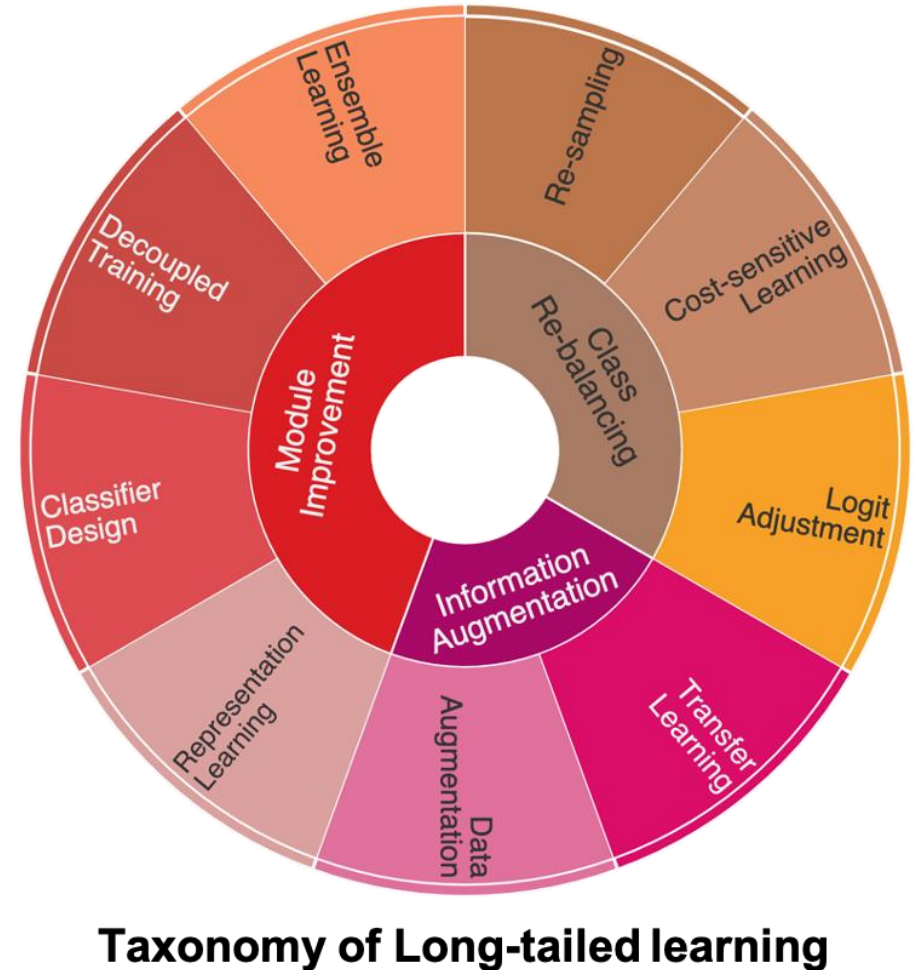 Ensemble
Learning
Re-sampling
Decoupled
Training
Cost-sensitive
Learning
Module
Improvement
Class
Re-balancing
Classifier
Design
Logit
Adjustment
Information
Augmentation
Representation
Learning
Data
Augmentation
Transfer
Learning
Taxonomy of Long-tailed learning